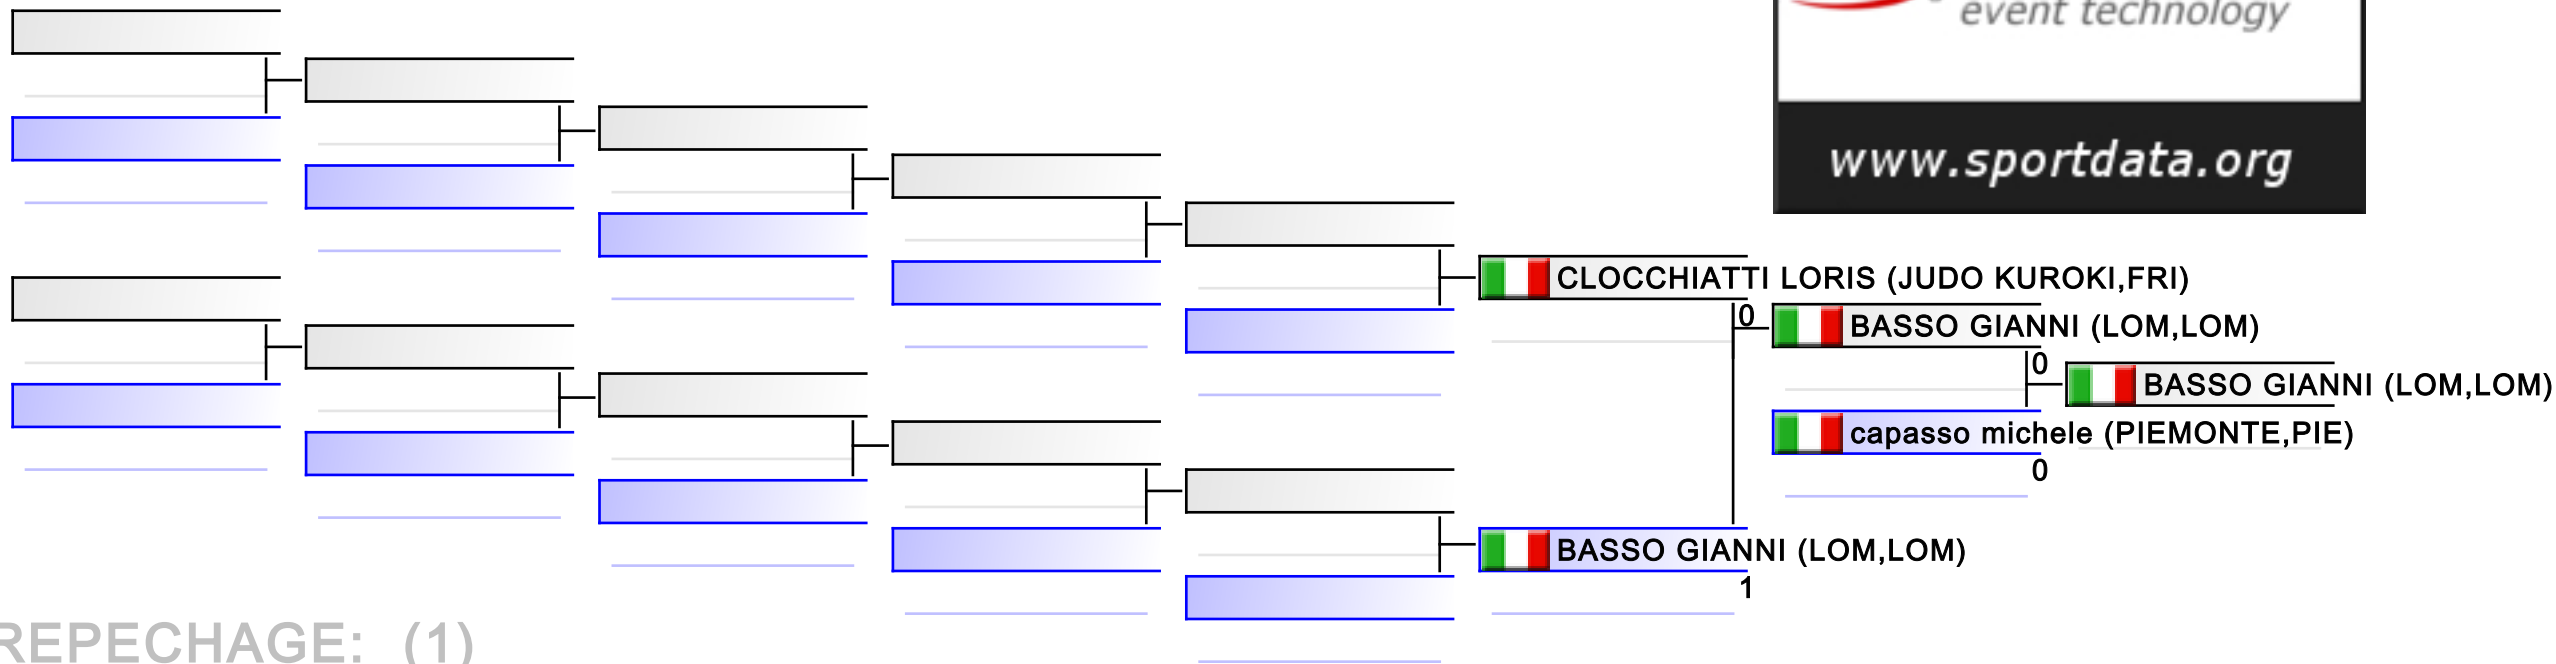 event technology
www.sportdata.org
CLOCCHIATTI LORIS (JUDO KUROKI,FRI)
0
BASSO GIANNI (LOM,LOM)
0
BASSO GIANNI (LOM,LOM)
capasso michele (PIEMONTE,PIE)
0
BASSO GIANNI (LOM,LOM)
1
REPECHAGE: (1)